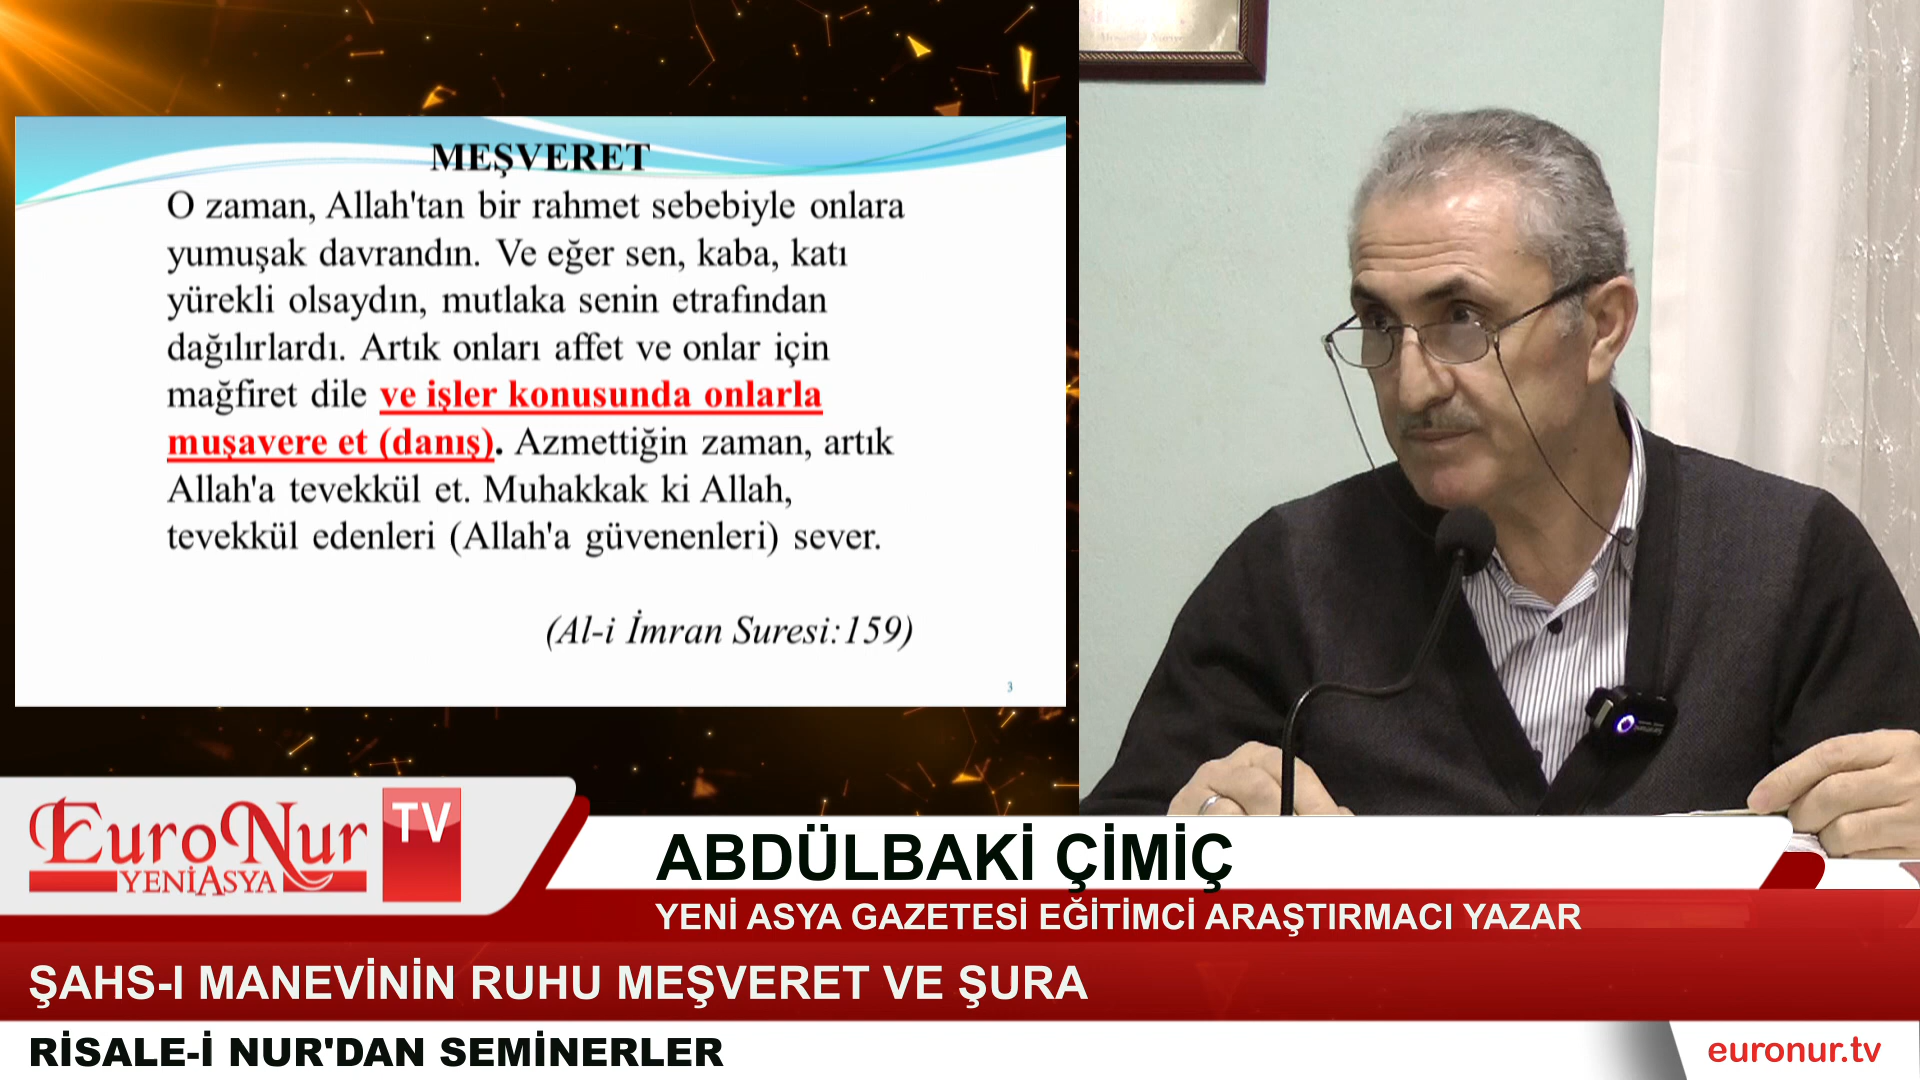 MEŞVERET
O zaman, Allah'tan bir rahmet sebebiyle onlara
yumuşak davrandın. Ve eğer sen, kaba, katı
yürekli olsaydın, mutlaka senin etrafından
dağılırlardı. Artık onları affet ve onlar için
mağfiret dile ve işler konusunda onlarla
muşavere et (danış). Azmettiğin zaman, artık
Allah'a tevekkül et. Muhakkak ki Allah,
tevekkül edenleri (Allah'a güvenenleri) sever.
(Al-i İmran Suresi:159)
3
EuroNur TV
YENİASYA
ABDÜLBAKİ ÇİMİÇ
YENİ ASYA GAZETESİ EĞİTİMCİ ARAŞTIRMACI YAZAR
ŞAHS-I MANEVİNİN RUHU MEŞVERET VE ŞURA
RİSALE-İ NUR'DAN SEMİNERLER
euronur.tv